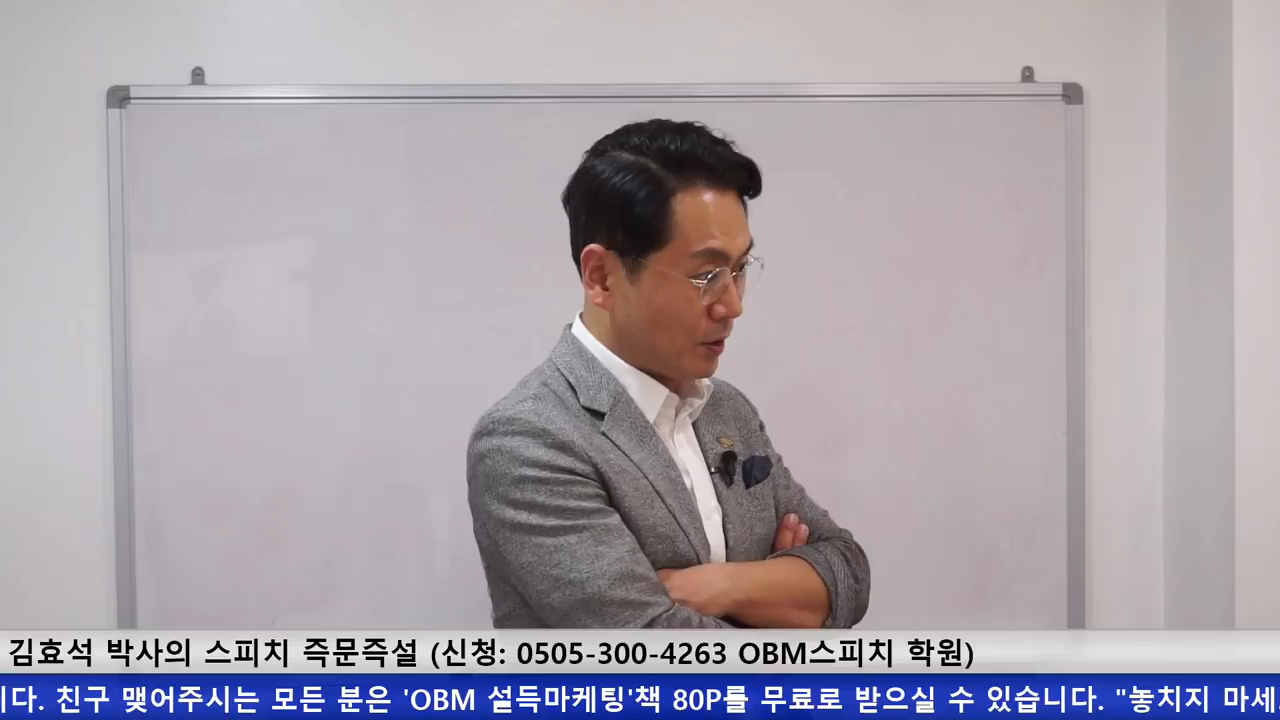 김효석 박사의 스피치 즉문즉설 (신청: 0505-300-4263 OBM스피치 학원)
니다. 친구 맺어주시는 모든 분은 'OBM 설득마케팅'책 80P를 무료로 받으실 수 있습니다. "놓치지 마세